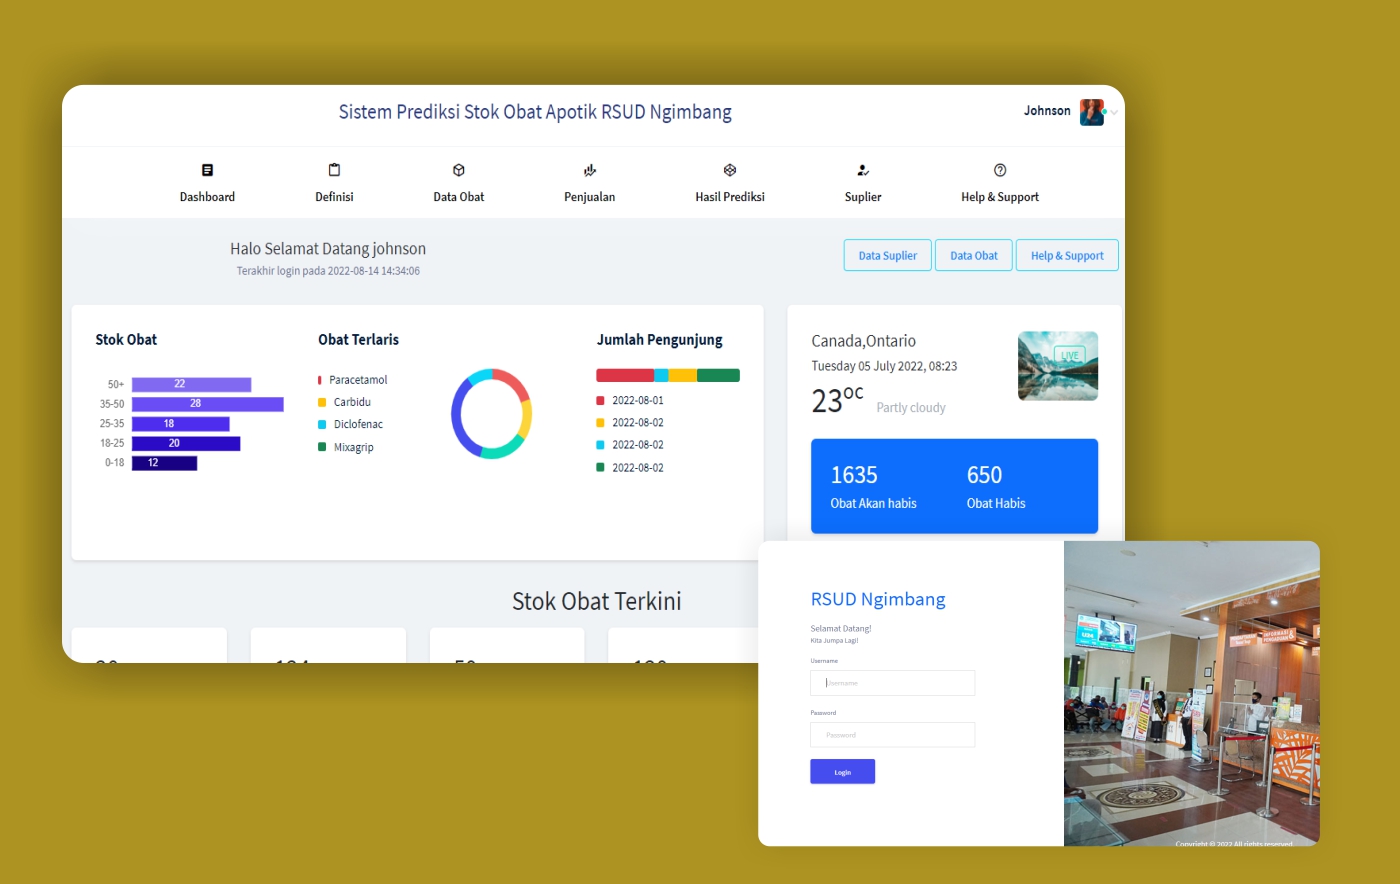 Sistem Prediksi Stok Obat Apotik RSUD Ngimbang
Johnson
Dashboard
Definisi
Data Obat
Penjualan
Hasil Prediksi
Suplier
Help & Support
Halo Selamat Datang johnson
Terakhir login pada 2022-08-14 14:34:06
Data Suplier
Data Obat
Help & Support
Stok Obat
50+ 22
35-50 28
25-35 18
18-25 20
0-18 12
Obat Terlaris
Paracetamol
Carbidu
Diclofenac
Mixagrip
Jumlah Pengunjung
2022-08-01
2022-08-02
2022-08-02
2022-08-02
Canada,Ontario
Tuesday 05 July 2022, 08:23
23°C Partly cloudy
LIVE
1635
Obat Akan habis
650
Obat Habis
Stok Obat Terkini
RSUD Ngimbang
Selamat Datang!
Kita Jumpa Lagi!
Username
Username
Password
Password
Login
INFORMASI
Copyright © 2022 All rights reserved